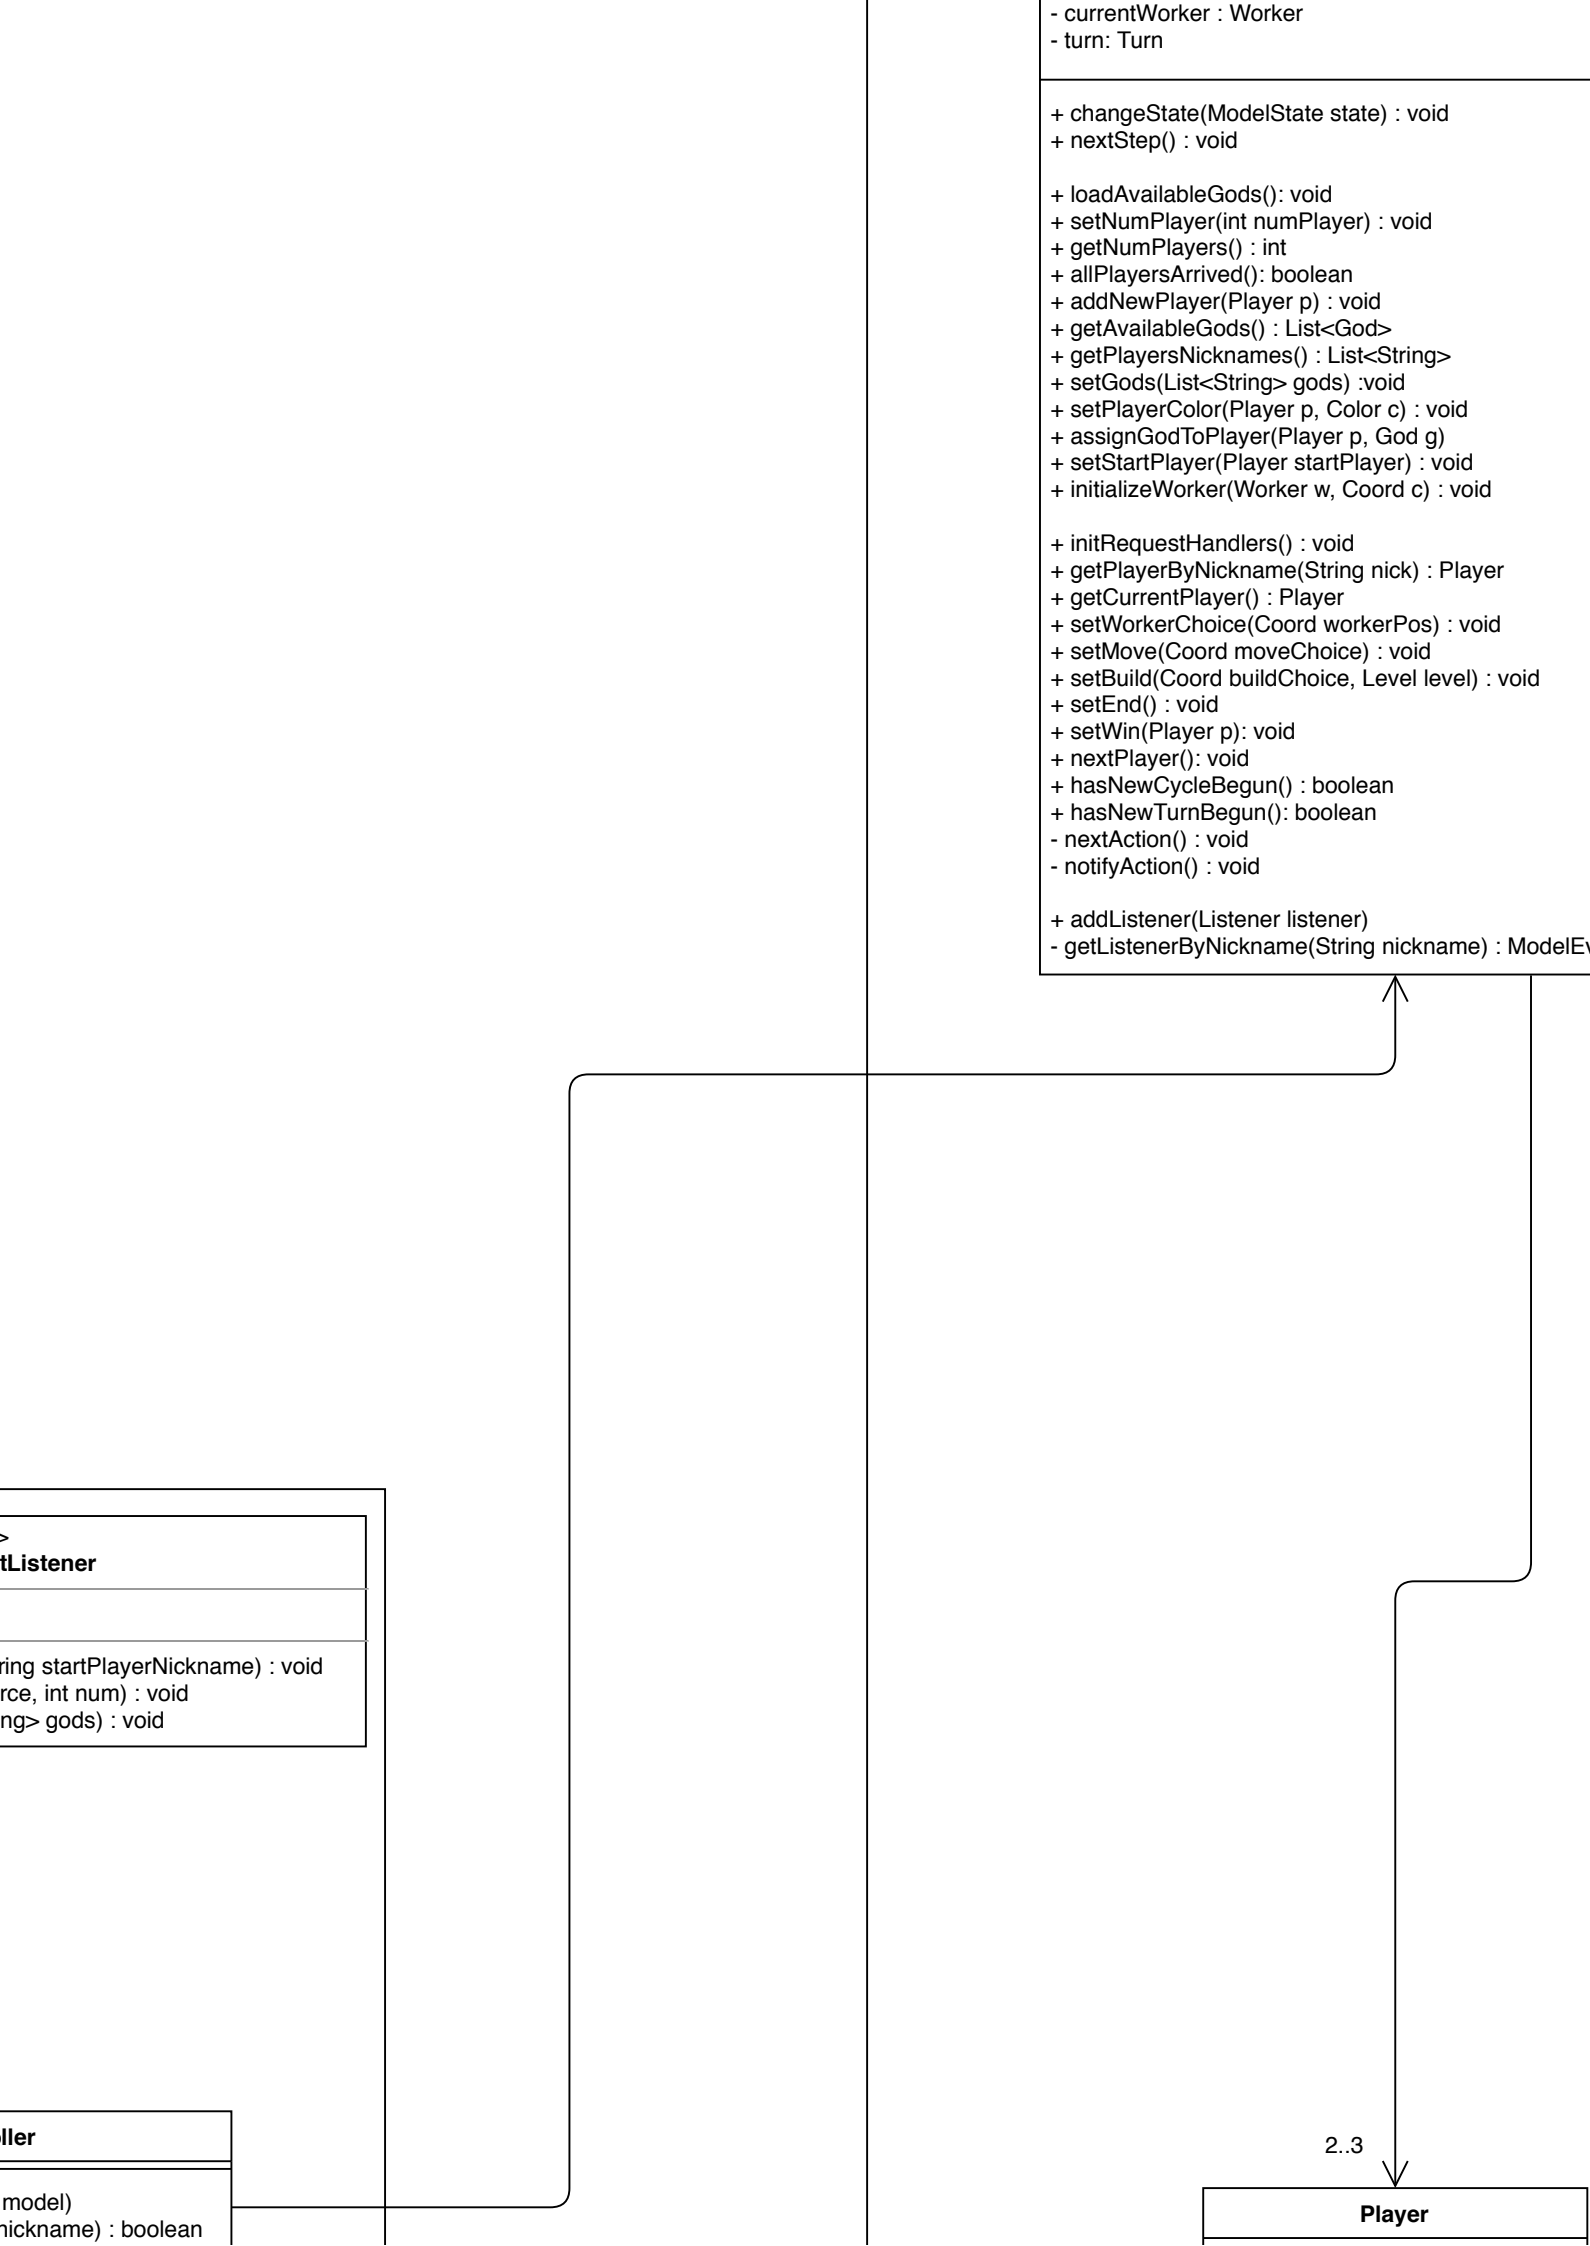 - currentWorker : Worker
- turn: Turn
+ changeState(ModelState state) : void
+ nextStep() : void
+ loadAvailableGods(): void
+ setNumPlayer(int numPlayer) : void
+ getNumPlayers() : int
+ allPlayersArrived(): boolean
+ addNewPlayer(Player p) : void
+ getAvailableGods() : List<God>
+ getPlayersNicknames() : List<String>
+ setGods(List<String> gods) :void
+ setPlayerColor(Player p, Color c) : void
+ assignGodToPlayer(Player p, God g)
+ setStartPlayer(Player startPlayer) : void
+ initializeWorker(Worker w, Coord c) : void
+ initRequestHandlers() : void
+ getPlayerByNickname(String nick) : Player
+ getCurrentPlayer() : Player
+ setWorkerChoice(Coord workerPos) : void
+ setMove(Coord moveChoice) : void
+ setBuild(Coord buildChoice, Level level) : void
+ setEnd() : void
+ setWin(Player p): void
+ nextPlayer(): void
+ hasNewCycleBegun() : boolean
+ hasNewTurnBegun(): boolean
- nextAction() : void
- notifyAction() : void
+ addListener(Listener listener)
- getListenerByNickname(String nickname) : ModelEv
>
tListener
ring startPlayerNickname) : void
rce, int num) : void
ng> gods) : void
ller
model)
nickname) : boolean
2..3
Player